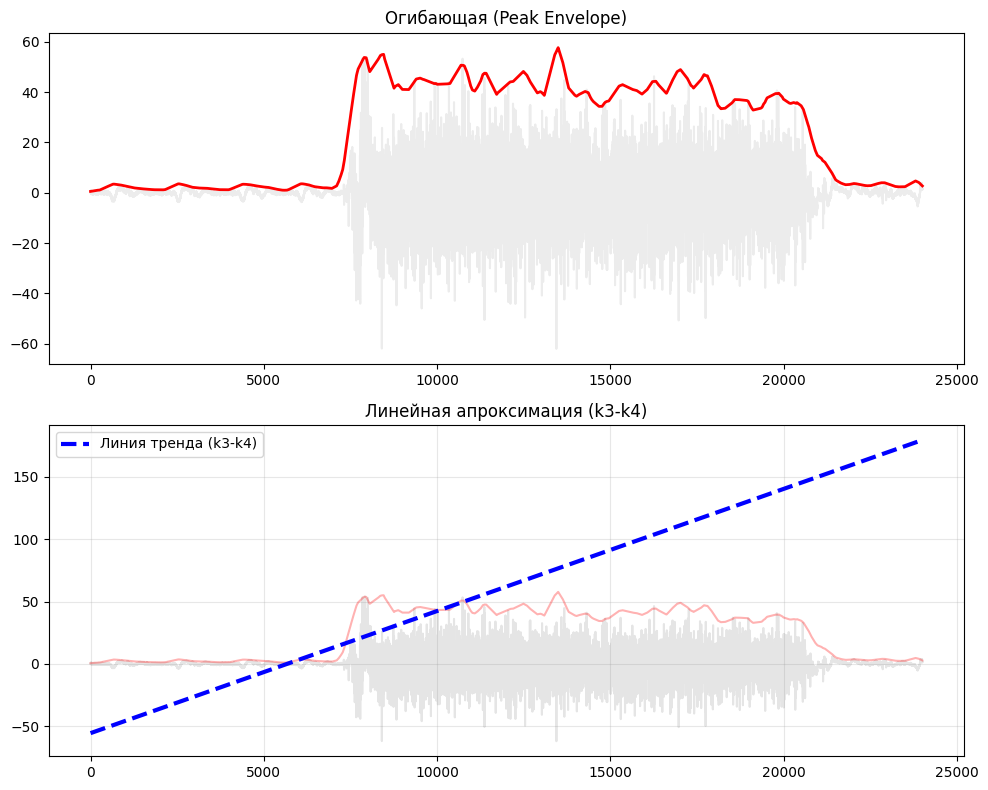 Огибающая (Peak Envelope)
60
40
20
0
−20
−40
−60
0 5000 10000 15000 20000 25000
Линейная апроксимация (k3-k4)
Линия тренда (k3-k4)
150
100
50
0
−50
0 5000 10000 15000 20000 25000